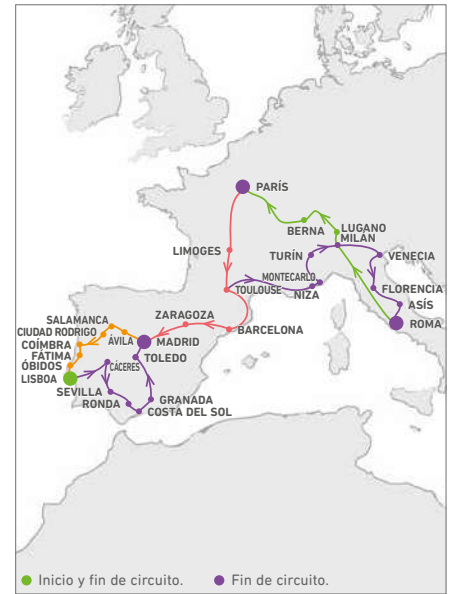 PARÍS
BERNA
LUGANO
MILÁN
LIMOGES
TURÍN
VENECIA
MONTECARLO
TOULOUSE
NIZA
FLORENCIA
ASÍS
ROMA
ZARAGOZA
BARCELONA
SALAMANCA
CIUDAD RODRIGO
ÁVILA
MADRID
COÍMBRA
FÁTIMA
TOLEDO
ÓBIDOS
CÁCERES
LISBOA
SEVILLA
GRANADA
RONDA
COSTA DEL SOL
Inicio y fin de circuito.
Fin de circuito.